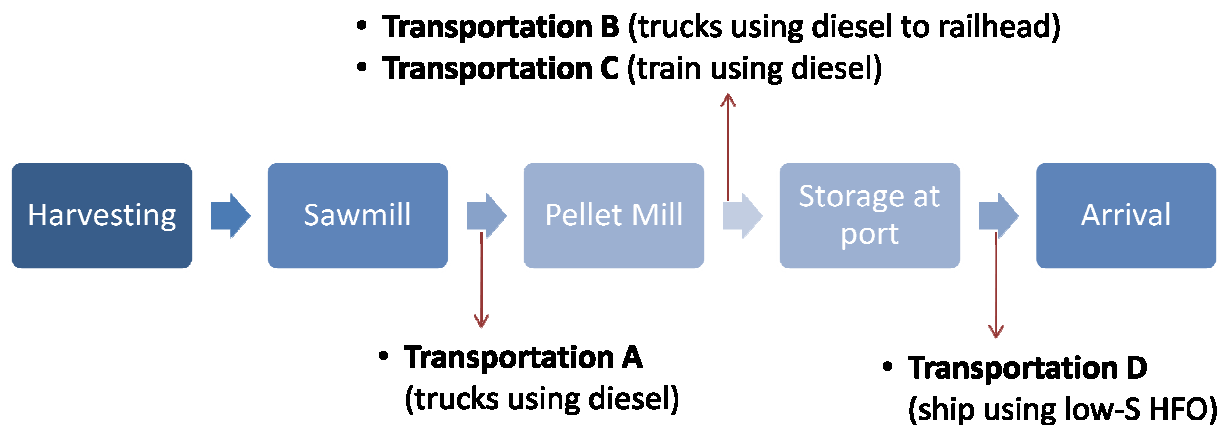 • Transportation B (trucks using diesel to railhead)
• Transportation C (train using diesel)
Harvesting
Sawmill
Pellet Mill
Storage at
port
Arrival
• Transportation A
(trucks using diesel)
• Transportation D
(ship using low-S HFO)